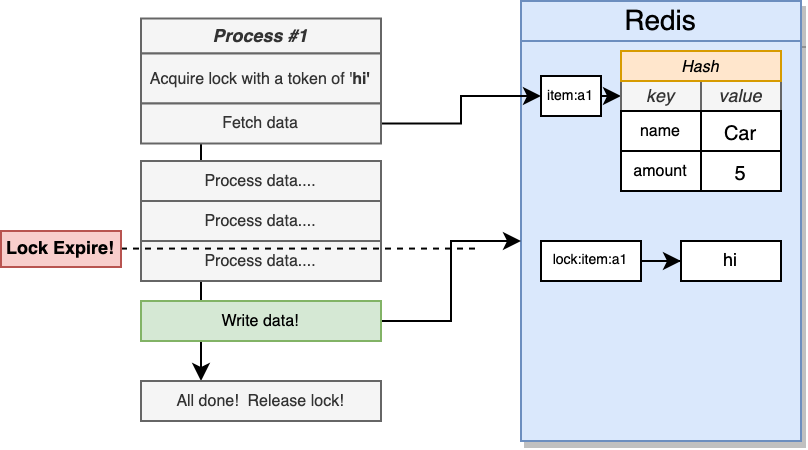 Process #1
Acquire lock with a token of 'hi'
Fetch data
Process data....
Process data....
Lock Expire!
Process data....
Write data!
All done! Release lock!
Redis
item:a1
Hash
key value
name Car
amount 5
lock:item:a1 hi